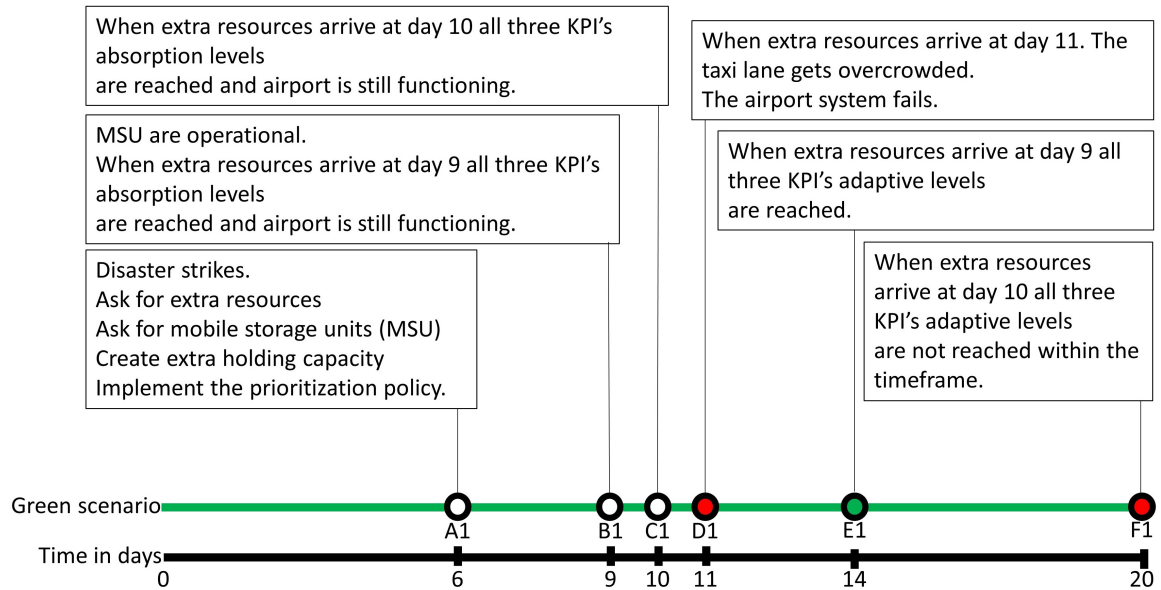 When extra resources arrive at day 10 all three KPI's
absorption levels
are reached and airport is still functioning.
When extra resources arrive at day 11. The
taxi lane gets overcrowded.
The airport system fails.
MSU are operational.
When extra resources arrive at day 9 all three KPI's
absorption levels
are reached and airport is still functioning.
When extra resources arrive at day 9 all
three KPI's adaptive levels
are reached.
Disaster strikes.
Ask for extra resources
Ask for mobile storage units (MSU)
Create extra holding capacity
Implement the prioritization policy.
When extra resources
arrive at day 10 all three
KPI's adaptive levels
are not reached within the
timeframe.
Green scenario
A1 B1 C1 D1 E1 F1
Time in days
0 6 9 10 11 14 20